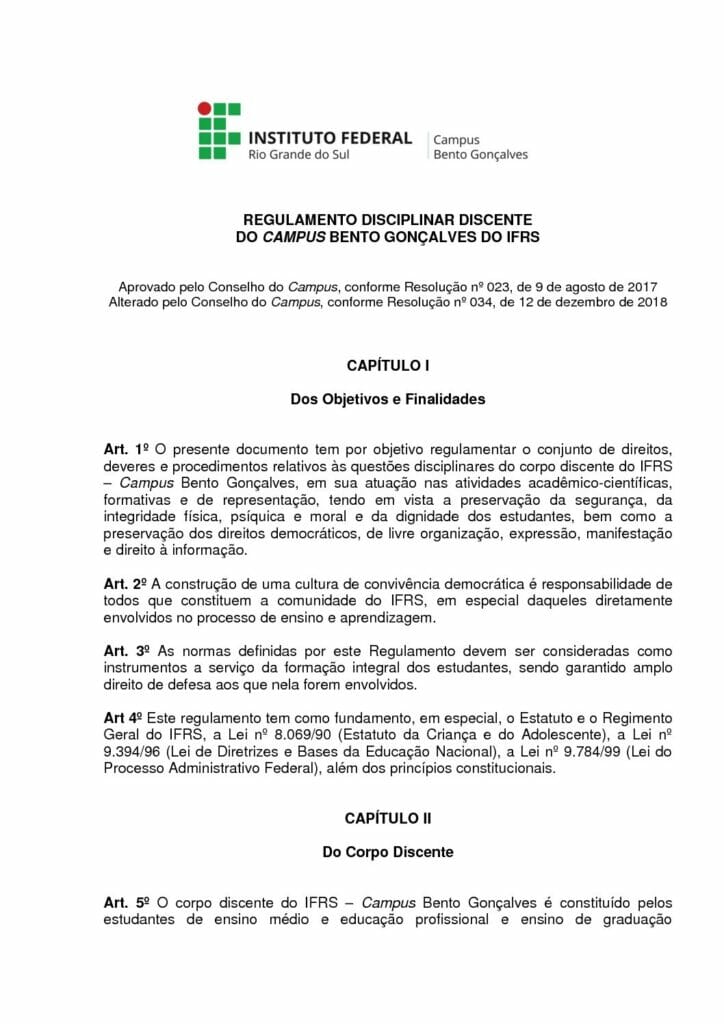 INSTITUTO FEDERAL
Rio Grande do Sul
Campus
Bento Gonçalves
REGULAMENTO DISCIPLINAR DISCENTE
DO CAMPUS BENTO GONÇALVES DO IFRS
Aprovado pelo Conselho do Campus, conforme Resolução nº 023, de 9 de agosto de 2017
Alterado pelo Conselho do Campus, conforme Resolução nº 034, de 12 de dezembro de 2018
CAPÍTULO I
Dos Objetivos e Finalidades
Art. 1º O presente documento tem por objetivo regulamentar o conjunto de direitos,
deveres e procedimentos relativos às questões disciplinares do corpo discente do IFRS
– Campus Bento Gonçalves, em sua atuação nas atividades acadêmico-científicas,
formativas e de representação, tendo em vista a preservação da segurança, da
integridade física, psíquica e moral e da dignidade dos estudantes, bem como a
preservação dos direitos democráticos, de livre organização, expressão, manifestação
e direito à informação.
Art. 2º A construção de uma cultura de convivência democrática é responsabilidade de
todos que constituem a comunidade do IFRS, em especial daqueles diretamente
envolvidos no processo de ensino e aprendizagem.
Art. 3º As normas definidas por este Regulamento devem ser consideradas como
instrumentos a serviço da formação integral dos estudantes, sendo garantido amplo
direito de defesa aos que nela forem envolvidos.
Art 4º Este regulamento tem como fundamento, em especial, o Estatuto e o Regimento
Geral do IFRS, a Lei nº 8.069/90 (Estatuto da Criança e do Adolescente), a Lei nº
9.394/96 (Lei de Diretrizes e Bases da Educação Nacional), a Lei nº 9.784/99 (Lei do
Processo Administrativo Federal), além dos princípios constitucionais.
CAPÍTULO II
Do Corpo Discente
Art. 5º O corpo discente do IFRS – Campus Bento Gonçalves é constituído pelos
estudantes de ensino médio e educação profissional e ensino de graduação